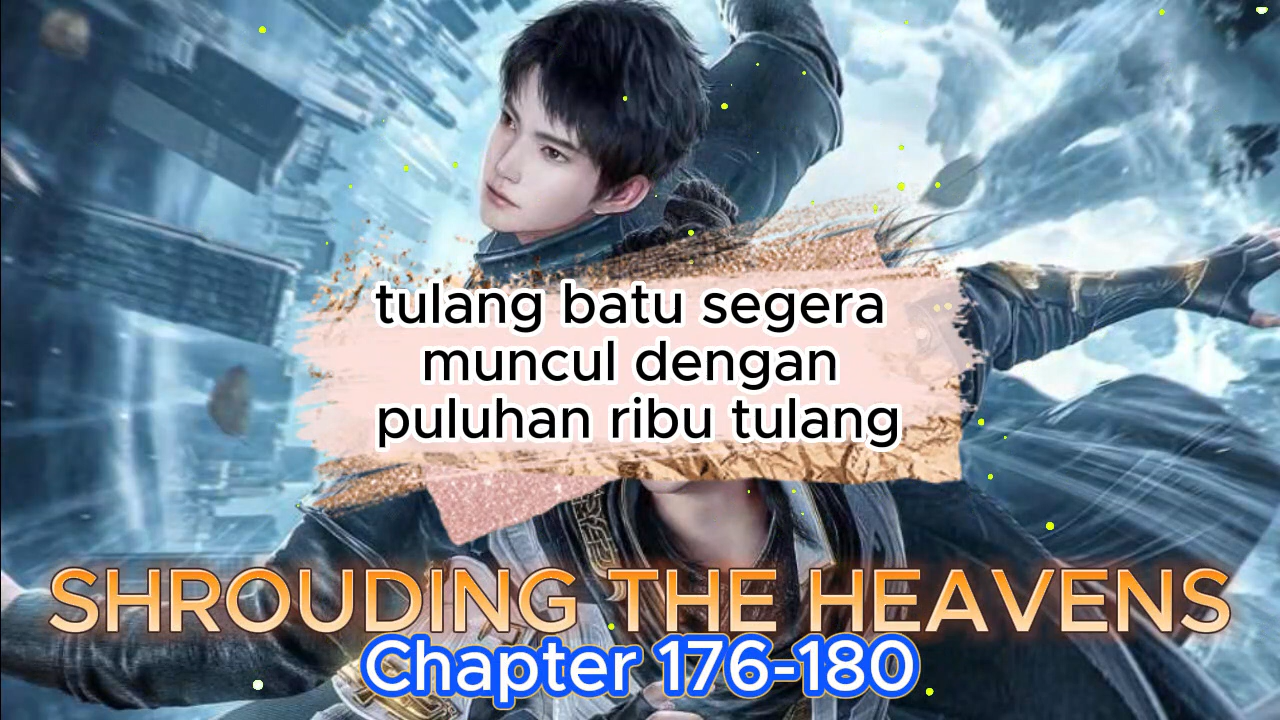 tulang batu segera
muncul dengan
puluhan ribu tulang
SHROUDING THE HEAVENS
Chapter 176-180